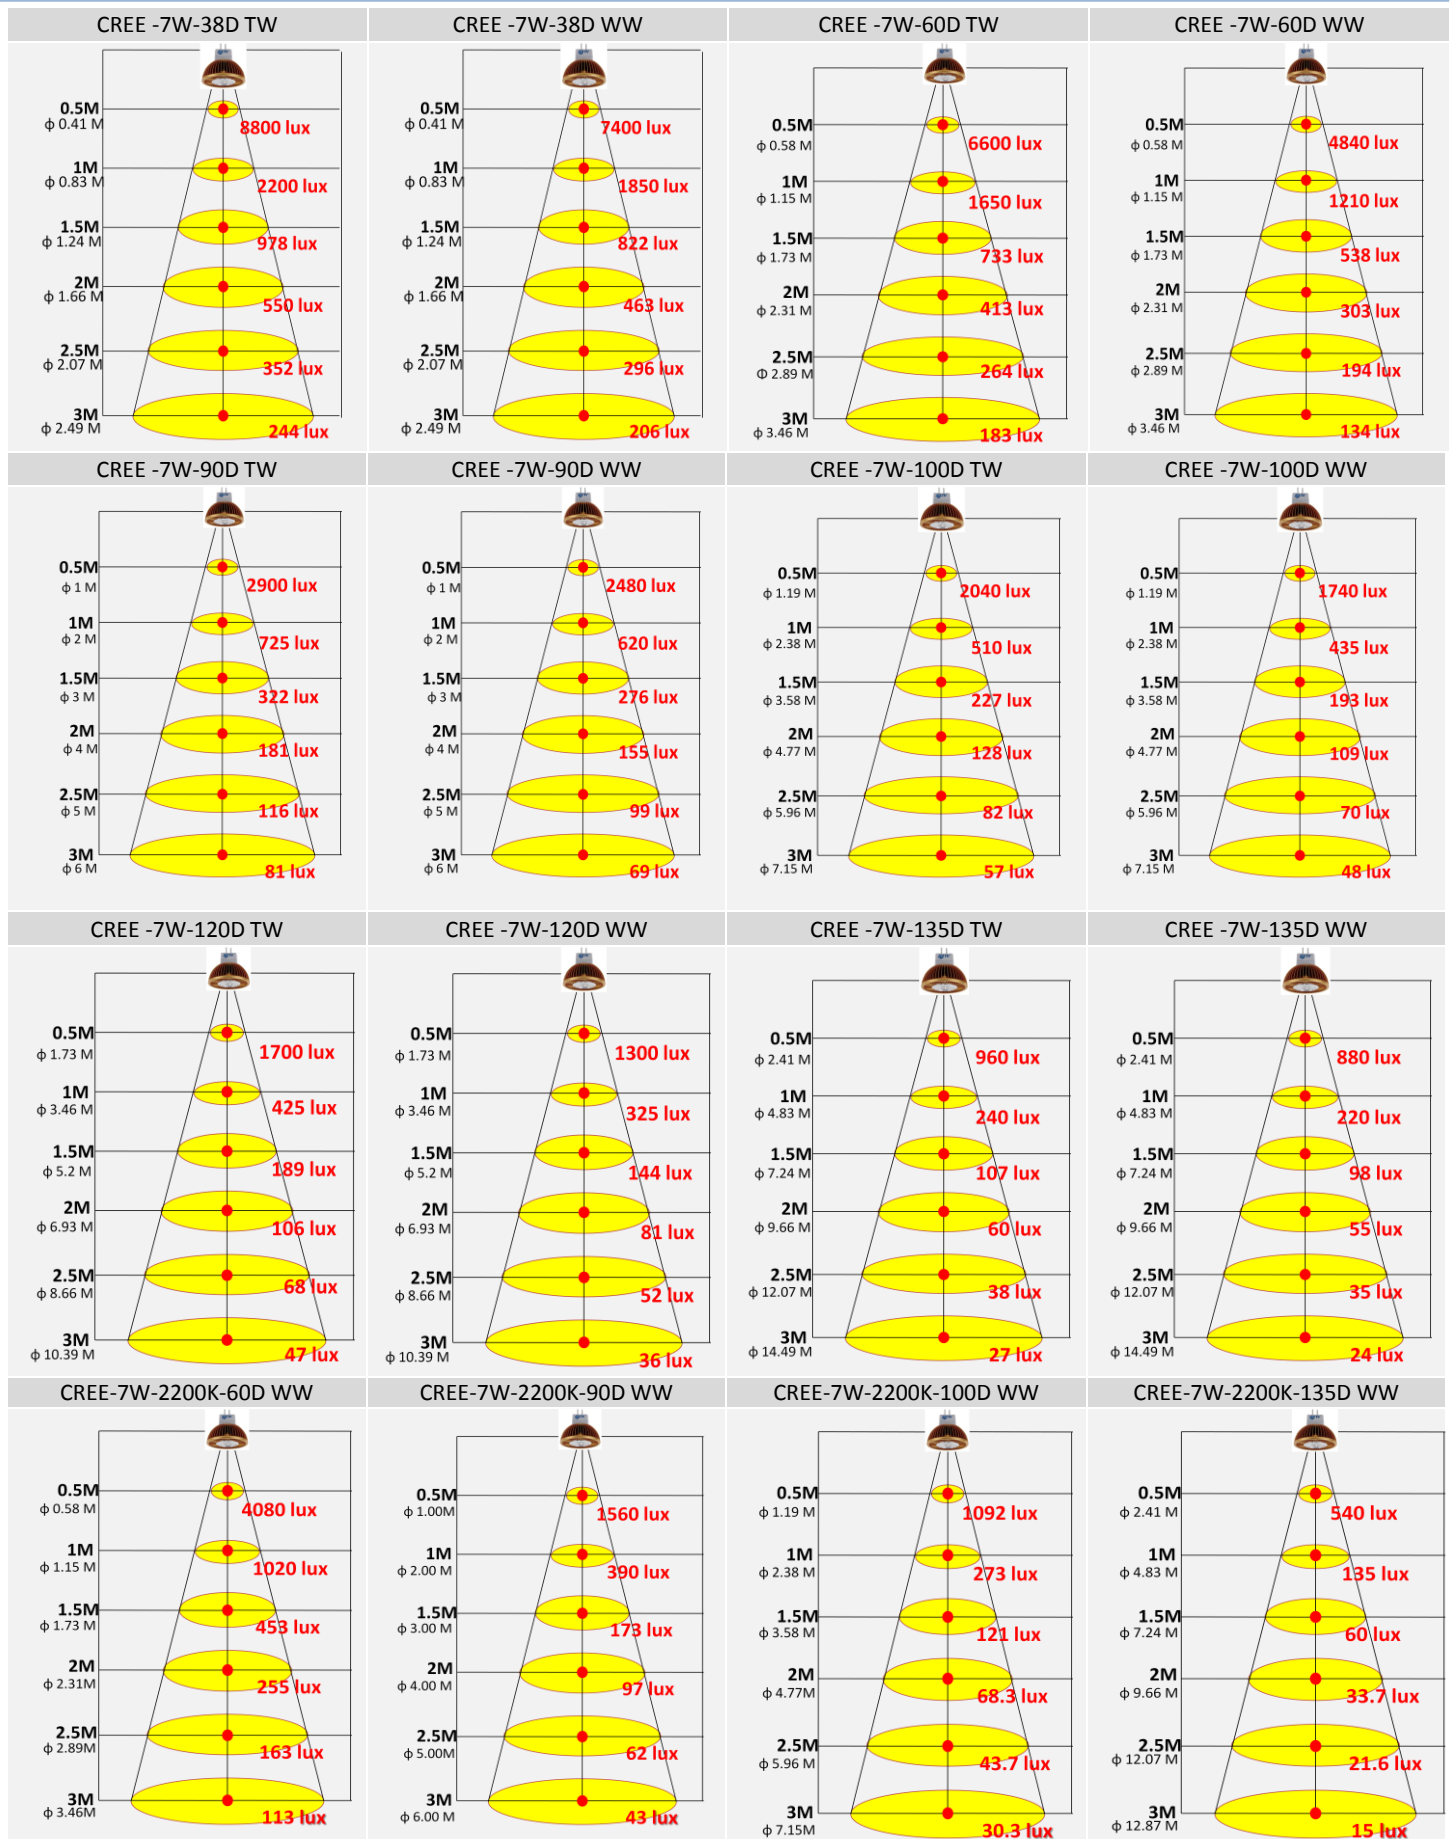 CREE -7W-38D TW
0.5M
ϕ 0.41 M
8800 lux
1M
ϕ 0.83 M
2200 lux
1.5M
ϕ 1.24 M
978 lux
2M
ϕ 1.66 M
550 lux
2.5M
ϕ 2.07 M
352 lux
3M
ϕ 2.49 M
244 lux
CREE -7W-38D WW
0.5M
ϕ 0.41 M
7400 lux
1M
ϕ 0.83 M
1850 lux
1.5M
ϕ 1.24 M
822 lux
2M
ϕ 1.66 M
463 lux
2.5M
ϕ 2.07 M
296 lux
3M
ϕ 2.49 M
206 lux
CREE -7W-60D TW
0.5M
ϕ 0.58 M
6600 lux
1M
ϕ 1.15 M
1650 lux
1.5M
ϕ 1.73 M
733 lux
2M
ϕ 2.31 M
413 lux
2.5M
Φ 2.89 M
264 lux
3M
ϕ 3.46 M
183 lux
CREE -7W-60D WW
0.5M
ϕ 0.58 M
4840 lux
1M
ϕ 1.15 M
1210 lux
1.5M
ϕ 1.73 M
538 lux
2M
ϕ 2.31 M
303 lux
2.5M
ϕ 2.89 M
194 lux
3M
ϕ 3.46 M
134 lux
CREE -7W-90D TW
0.5M
ϕ 1 M
2900 lux
1M
ϕ 2 M
725 lux
1.5M
ϕ 3 M
322 lux
2M
ϕ 4 M
181 lux
2.5M
ϕ 5 M
116 lux
3M
ϕ 6 M
81 lux
CREE -7W-90D WW
0.5M
ϕ 1 M
2480 lux
1M
ϕ 2 M
620 lux
1.5M
ϕ 3 M
276 lux
2M
ϕ 4 M
155 lux
2.5M
ϕ 5 M
99 lux
3M
ϕ 6 M
69 lux
CREE -7W-100D TW
0.5M
ϕ 1.19 M
2040 lux
1M
ϕ 2.38 M
510 lux
1.5M
ϕ 3.58 M
227 lux
2M
ϕ 4.77 M
128 lux
2.5M
ϕ 5.96 M
82 lux
3M
ϕ 7.15 M
57 lux
CREE -7W-100D WW
0.5M
ϕ 1.19 M
1740 lux
1M
ϕ 2.38 M
435 lux
1.5M
ϕ 3.58 M
193 lux
2M
ϕ 4.77 M
109 lux
2.5M
ϕ 5.96 M
70 lux
3M
ϕ 7.15 M
48 lux
CREE -7W-120D TW
0.5M
ϕ 1.73 M
1700 lux
1M
ϕ 3.46 M
425 lux
1.5M
ϕ 5.2 M
189 lux
2M
ϕ 6.93 M
106 lux
2.5M
ϕ 8.66 M
68 lux
3M
ϕ 10.39 M
47 lux
CREE -7W-120D WW
0.5M
ϕ 1.73 M
1300 lux
1M
ϕ 3.46 M
325 lux
1.5M
ϕ 5.2 M
144 lux
2M
ϕ 6.93 M
81 lux
2.5M
ϕ 8.66 M
52 lux
3M
ϕ 10.39 M
36 lux
CREE -7W-135D TW
0.5M
ϕ 2.41 M
960 lux
1M
ϕ 4.83 M
240 lux
1.5M
ϕ 7.24 M
107 lux
2M
ϕ 9.66 M
60 lux
2.5M
ϕ 12.07 M
38 lux
3M
ϕ 14.49 M
27 lux
CREE -7W-135D WW
0.5M
ϕ 2.41 M
880 lux
1M
ϕ 4.83 M
220 lux
1.5M
ϕ 7.24 M
98 lux
2M
ϕ 9.66 M
55 lux
2.5M
ϕ 12.07 M
35 lux
3M
ϕ 14.49 M
24 lux
CREE-7W-2200K-60D WW
0.5M
ϕ 0.58 M
4080 lux
1M
ϕ 1.15 M
1020 lux
1.5M
ϕ 1.73 M
453 lux
2M
ϕ 2.31M
255 lux
2.5M
ϕ 2.89M
163 lux
3M
ϕ 3.46M
113 lux
CREE-7W-2200K-90D WW
0.5M
ϕ 1.00M
1560 lux
1M
ϕ 2.00 M
390 lux
1.5M
ϕ 3.00 M
173 lux
2M
ϕ 4.00 M
97 lux
2.5M
ϕ 5.00M
62 lux
3M
ϕ 6.00 M
43 lux
CREE-7W-2200K-100D WW
0.5M
ϕ 1.19 M
1092 lux
1M
ϕ 2.38 M
273 lux
1.5M
ϕ 3.58 M
121 lux
2M
ϕ 4.77M
68.3 lux
2.5M
ϕ 5.96 M
43.7 lux
3M
ϕ 7.15M
30.3 lux
CREE-7W-2200K-135D WW
0.5M
ϕ 2.41 M
540 lux
1M
ϕ 4.83 M
135 lux
1.5M
ϕ 7.24 M
60 lux
2M
ϕ 9.66 M
33.7 lux
2.5M
ϕ 12.07 M
21.6 lux
3M
ϕ 12.87 M
15 lux